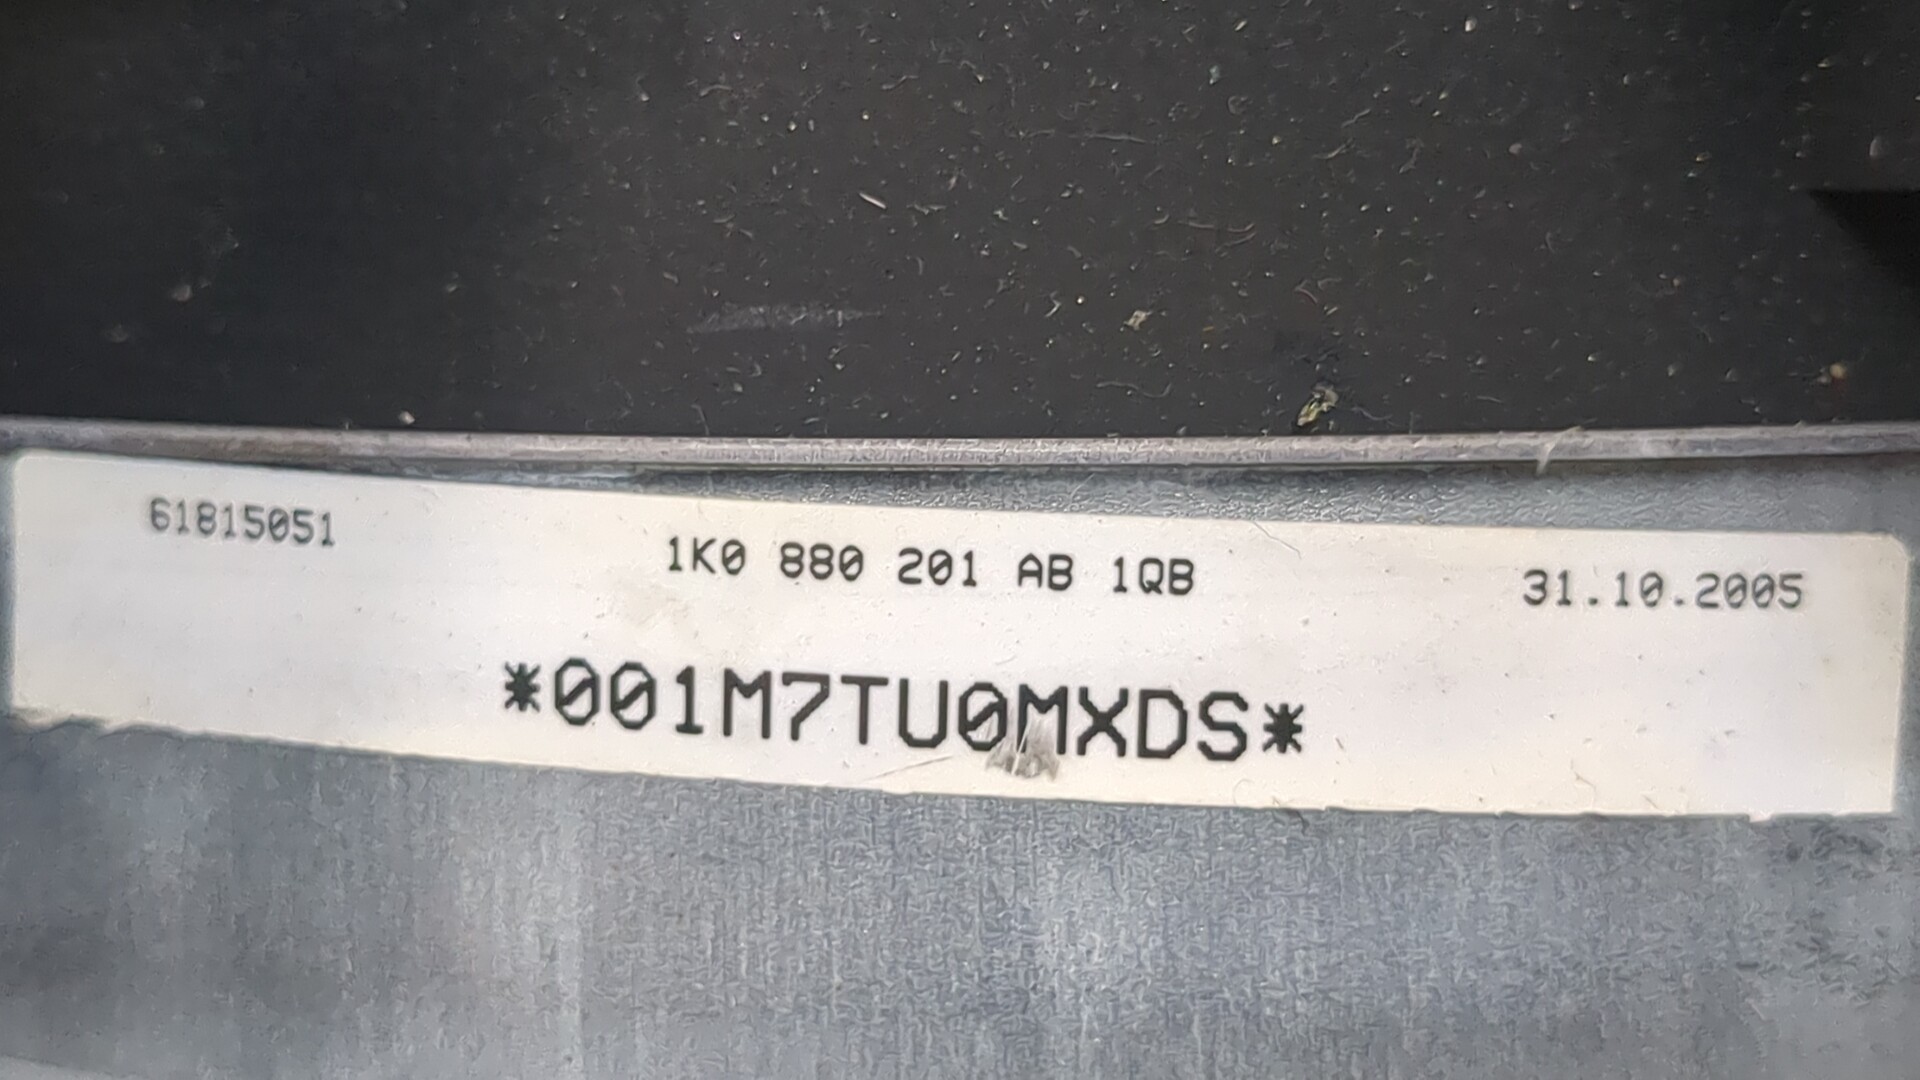 61815051
1K0 880 201 AB 1QB
31.10.2005
*001M7TU0MXDS*